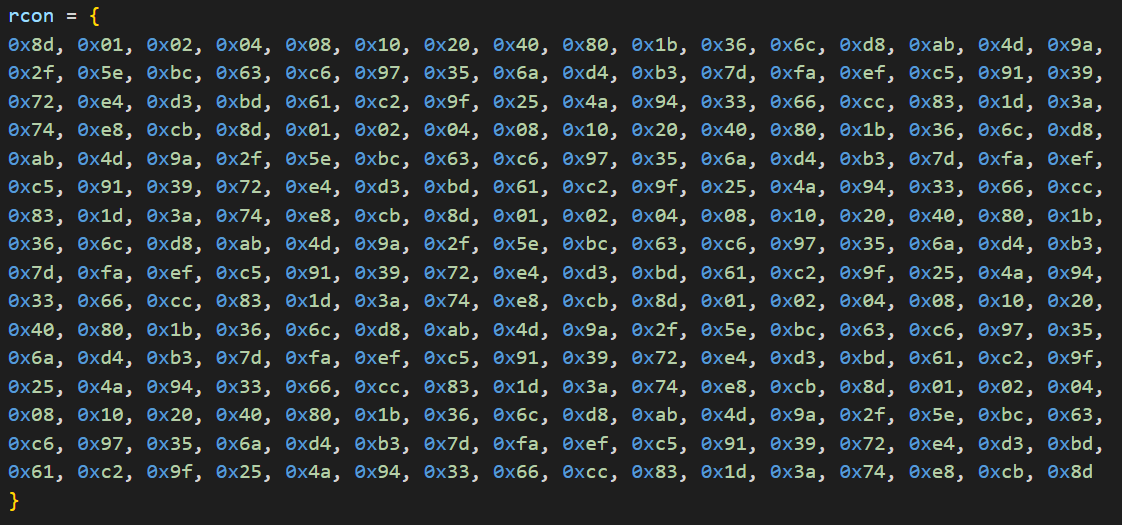 rcon = {
0x8d, 0x01, 0x02, 0x04, 0x08, 0x10, 0x20, 0x40, 0x80, 0x1b, 0x36, 0x6c, 0xd8, 0xab, 0x4d, 0x9a,
0x2f, 0x5e, 0xbc, 0x63, 0xc6, 0x97, 0x35, 0x6a, 0xd4, 0xb3, 0x7d, 0xfa, 0xef, 0xc5, 0x91, 0x39,
0x72, 0xe4, 0xd3, 0xbd, 0x61, 0xc2, 0x9f, 0x25, 0x4a, 0x94, 0x33, 0x66, 0xcc, 0x83, 0x1d, 0x3a,
0x74, 0xe8, 0xcb, 0x8d, 0x01, 0x02, 0x04, 0x08, 0x10, 0x20, 0x40, 0x80, 0x1b, 0x36, 0x6c, 0xd8,
0xab, 0x4d, 0x9a, 0x2f, 0x5e, 0xbc, 0x63, 0xc6, 0x97, 0x35, 0x6a, 0xd4, 0xb3, 0x7d, 0xfa, 0xef,
0xc5, 0x91, 0x39, 0x72, 0xe4, 0xd3, 0xbd, 0x61, 0xc2, 0x9f, 0x25, 0x4a, 0x94, 0x33, 0x66, 0xcc,
0x83, 0x1d, 0x3a, 0x74, 0xe8, 0xcb, 0x8d, 0x01, 0x02, 0x04, 0x08, 0x10, 0x20, 0x40, 0x80, 0x1b,
0x36, 0x6c, 0xd8, 0xab, 0x4d, 0x9a, 0x2f, 0x5e, 0xbc, 0x63, 0xc6, 0x97, 0x35, 0x6a, 0xd4, 0xb3,
0x7d, 0xfa, 0xef, 0xc5, 0x91, 0x39, 0x72, 0xe4, 0xd3, 0xbd, 0x61, 0xc2, 0x9f, 0x25, 0x4a, 0x94,
0x33, 0x66, 0xcc, 0x83, 0x1d, 0x3a, 0x74, 0xe8, 0xcb, 0x8d, 0x01, 0x02, 0x04, 0x08, 0x10, 0x20,
0x40, 0x80, 0x1b, 0x36, 0x6c, 0xd8, 0xab, 0x4d, 0x9a, 0x2f, 0x5e, 0xbc, 0x63, 0xc6, 0x97, 0x35,
0x6a, 0xd4, 0xb3, 0x7d, 0xfa, 0xef, 0xc5, 0x91, 0x39, 0x72, 0xe4, 0xd3, 0xbd, 0x61, 0xc2, 0x9f,
0x25, 0x4a, 0x94, 0x33, 0x66, 0xcc, 0x83, 0x1d, 0x3a, 0x74, 0xe8, 0xcb, 0x8d, 0x01, 0x02, 0x04,
0x08, 0x10, 0x20, 0x40, 0x80, 0x1b, 0x36, 0x6c, 0xd8, 0xab, 0x4d, 0x9a, 0x2f, 0x5e, 0xbc, 0x63,
0xc6, 0x97, 0x35, 0x6a, 0xd4, 0xb3, 0x7d, 0xfa, 0xef, 0xc5, 0x91, 0x39, 0x72, 0xe4, 0xd3, 0xbd,
0x61, 0xc2, 0x9f, 0x25, 0x4a, 0x94, 0x33, 0x66, 0xcc, 0x83, 0x1d, 0x3a, 0x74, 0xe8, 0xcb, 0x8d
}